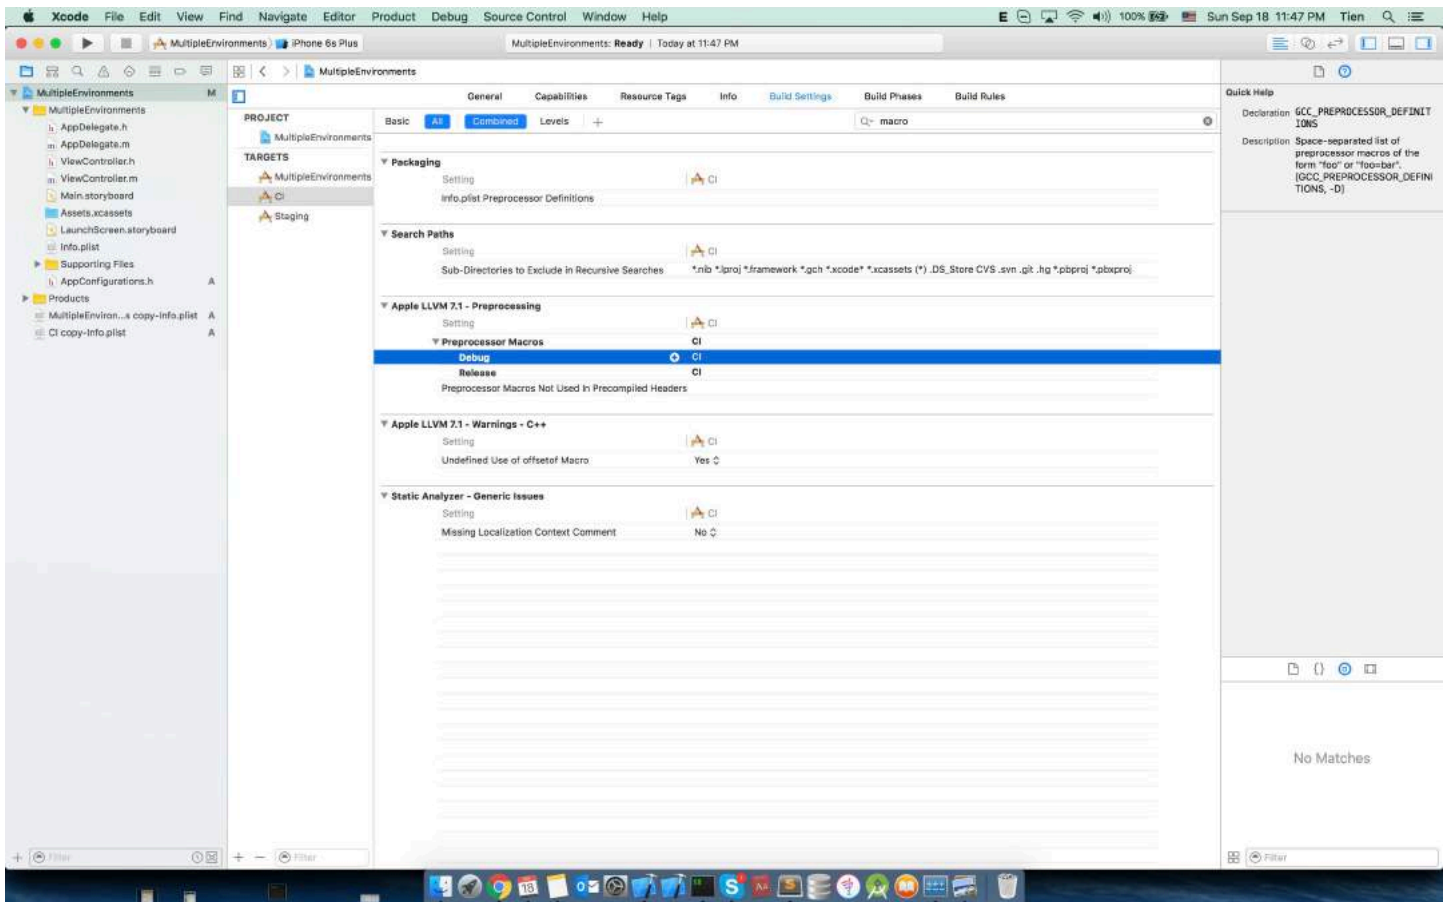 Xcode File Edit View Find Navigate Editor Product Debug Source Control Window Help E 100% Sun Sep 18 11:47 PM Tien
MultipleEnvironments iPhone 6s Plus MultipleEnvironments: Ready | Today at 11:47 PM
MultipleEnvironments
MultipleEnvironments M
MultipleEnvironments
h AppDelegate.h
m AppDelegate.m
h ViewController.h
m ViewController.m
Main.storyboard
Assets.xcassets
LaunchScreen.storyboard
Info.plist
Supporting Files
h AppConfigurations.h A
Products
MultipleEnviron...s copy-Info.plist A
CI copy-Info.plist A
Filter
PROJECT
MultipleEnvironments
TARGETS
MultipleEnvironments
CI
Staging
Filter
General Capabilities Resource Tags Info Build Settings Build Phases Build Rules
Basic All Combined Levels + macro
Packaging
Setting CI
Info.plist Preprocessor Definitions
Search Paths
Setting CI
Sub-Directories to Exclude in Recursive Searches *.nib *.lproj *.framework *.gch *.xcode* *.xcassets (*) .DS_Store CVS .svn .git .hg *.pbproj *.pbxproj
Apple LLVM 7.1 - Preprocessing
Setting CI
Preprocessor Macros CI
Debug CI
Release CI
Preprocessor Macros Not Used In Precompiled Headers
Apple LLVM 7.1 - Warnings - C++
Setting CI
Undefined Use of offsetof Macro Yes
Static Analyzer - Generic Issues
Setting CI
Missing Localization Context Comment No
Quick Help
Declaration GCC_PREPROCESSOR_DEFINIT
IONS
Description Space-separated list of
preprocessor macros of the
form "foo" or "foo=bar".
[GCC_PREPROCESSOR_DEFINI
TIONS, -D]
{}
No Matches
Filter
18